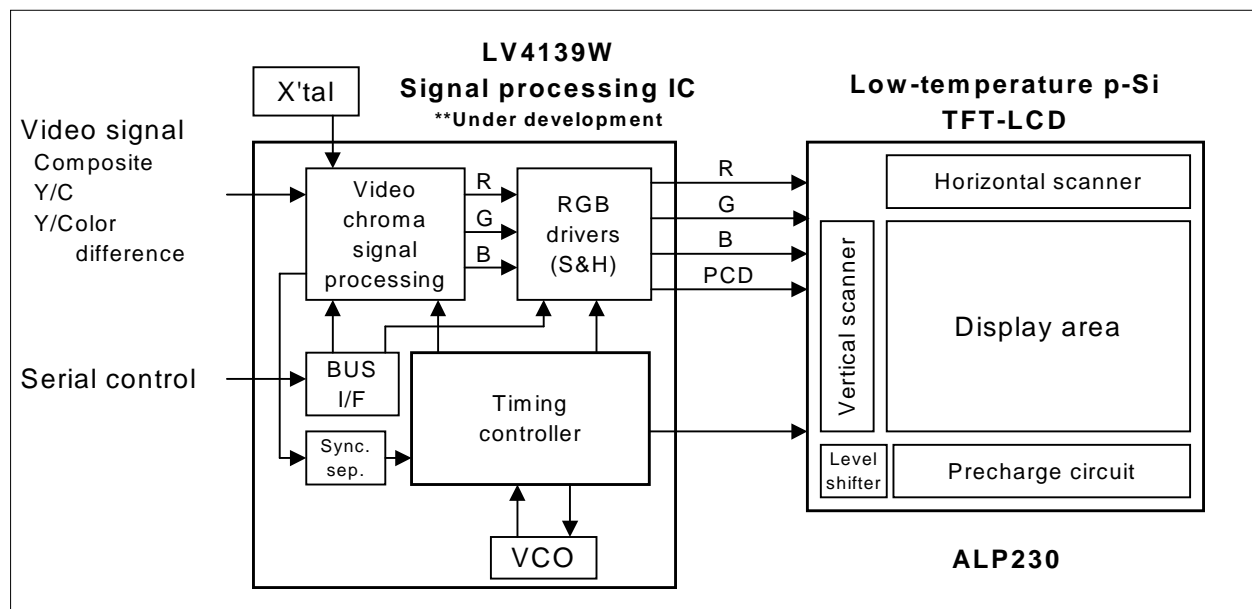 LV4139W
Signal processing IC
**Under development
Low-temperature p-Si
TFT-LCD
X'tal
Video signal
Composite
Y/C
Y/Color
difference
Video
chroma
signal
processing
R
G
B
RGB
drivers
(S&H)
R
G
B
PCD
Horizontal scanner
Vertical scanner
Display area
Serial control
BUS
I/F
Timing
controller
Sync.
sep.
Level
shifter
Precharge circuit
VCO
ALP230